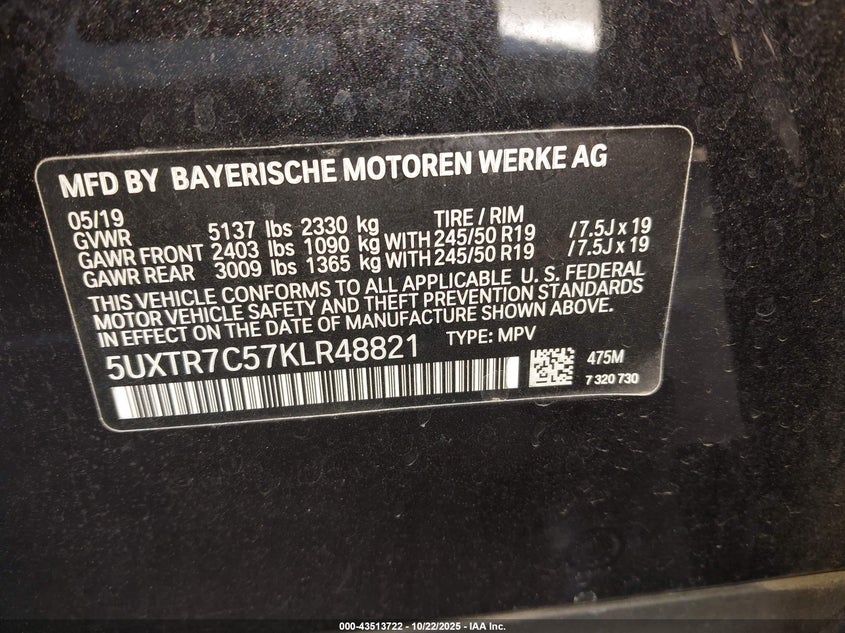 MFD BY BAYERISCHE MOTOREN WERKE AG
05/19 TIRE / RIM
GVWR 5137 lbs 2330 kg
GAWR FRONT 2403 lbs 1090 kg WITH 245/50 R19 /7.5J x 19
GAWR REAR 3009 lbs 1365 kg WITH 245/50 R19 /7.5J x 19
THIS VEHICLE CONFORMS TO ALL APPLICABLE U. S. FEDERAL
MOTOR VEHICLE SAFETY AND THEFT PREVENTION STANDARDS
IN EFFECT ON THE DATE OF MANUFACTURE SHOWN ABOVE.
5UXTR7C57KLR48821 TYPE: MPV
475M
7 320 730
000-43513722 - 10/22/2025 - IAA Inc.